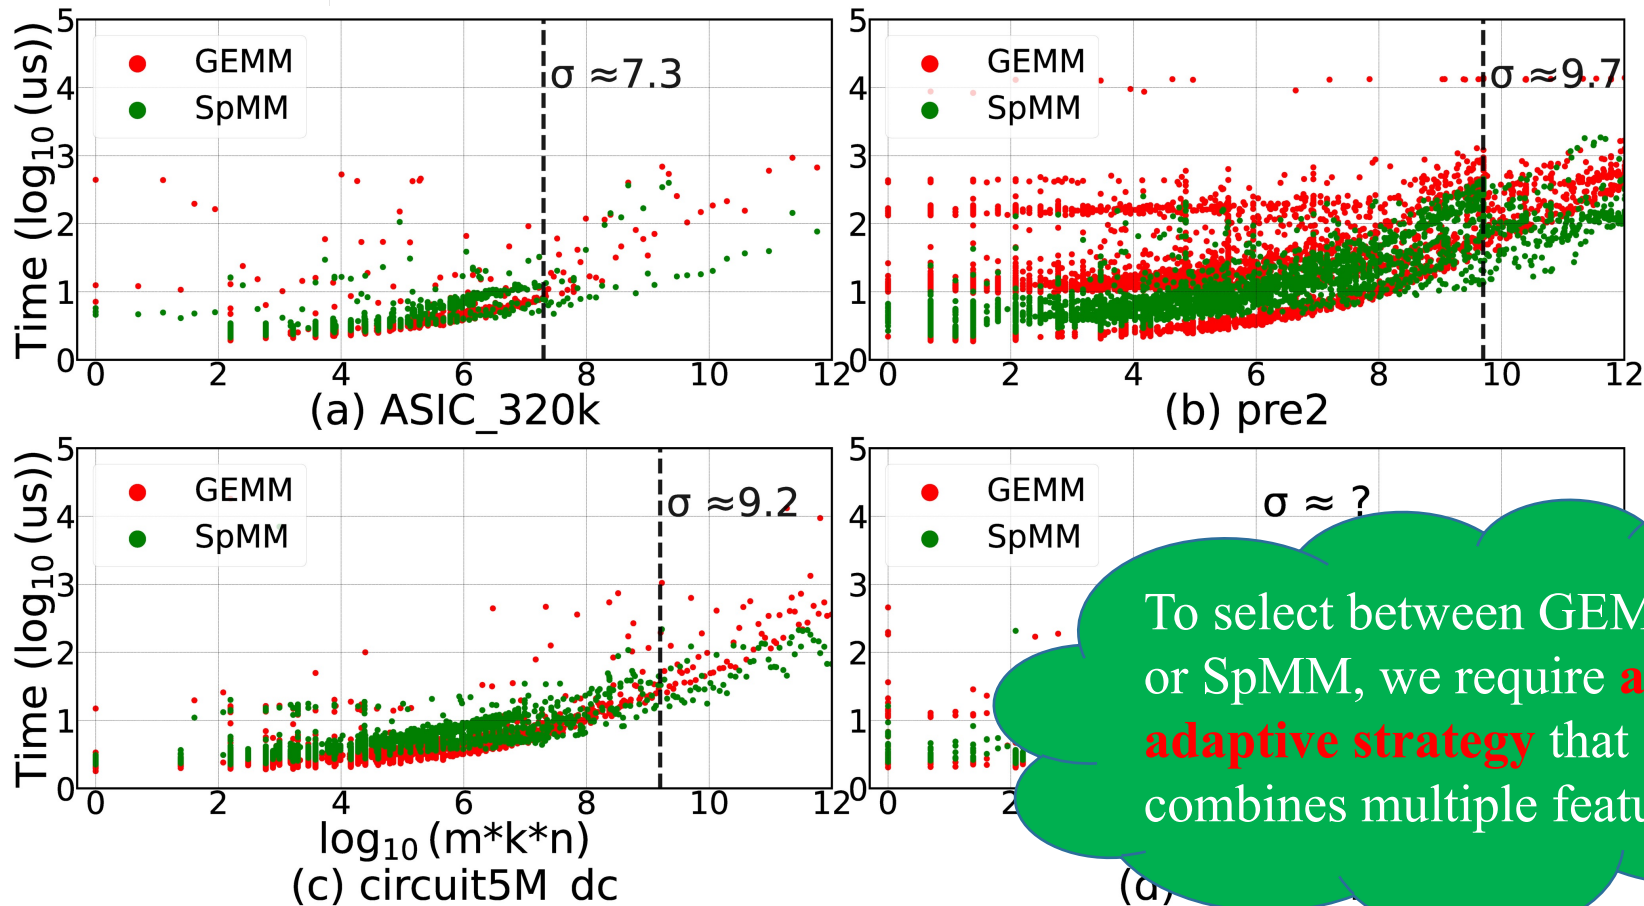 5
4
3
2
1
0
Time (log10 (us))
GEMM
SpMM
σ ≈7.3
0 2 4 6 8 10 12
(a) ASIC_320k
5
4
3
2
1
0
GEMM
SpMM
σ ≈9.7
0 2 4 6 8 10 12
(b) pre2
5
4
3
2
1
0
Time (log10 (us))
GEMM
SpMM
σ ≈9.2
0 2 4 6 8 10 12
log10 (m*k*n)
(c) circuit5M dc
5
4
3
2
1
0
GEMM
SpMM
σ ≈ ?
0 2
To select between GEM
or SpMM, we require a
adaptive strategy that
combines multiple featu
(d)